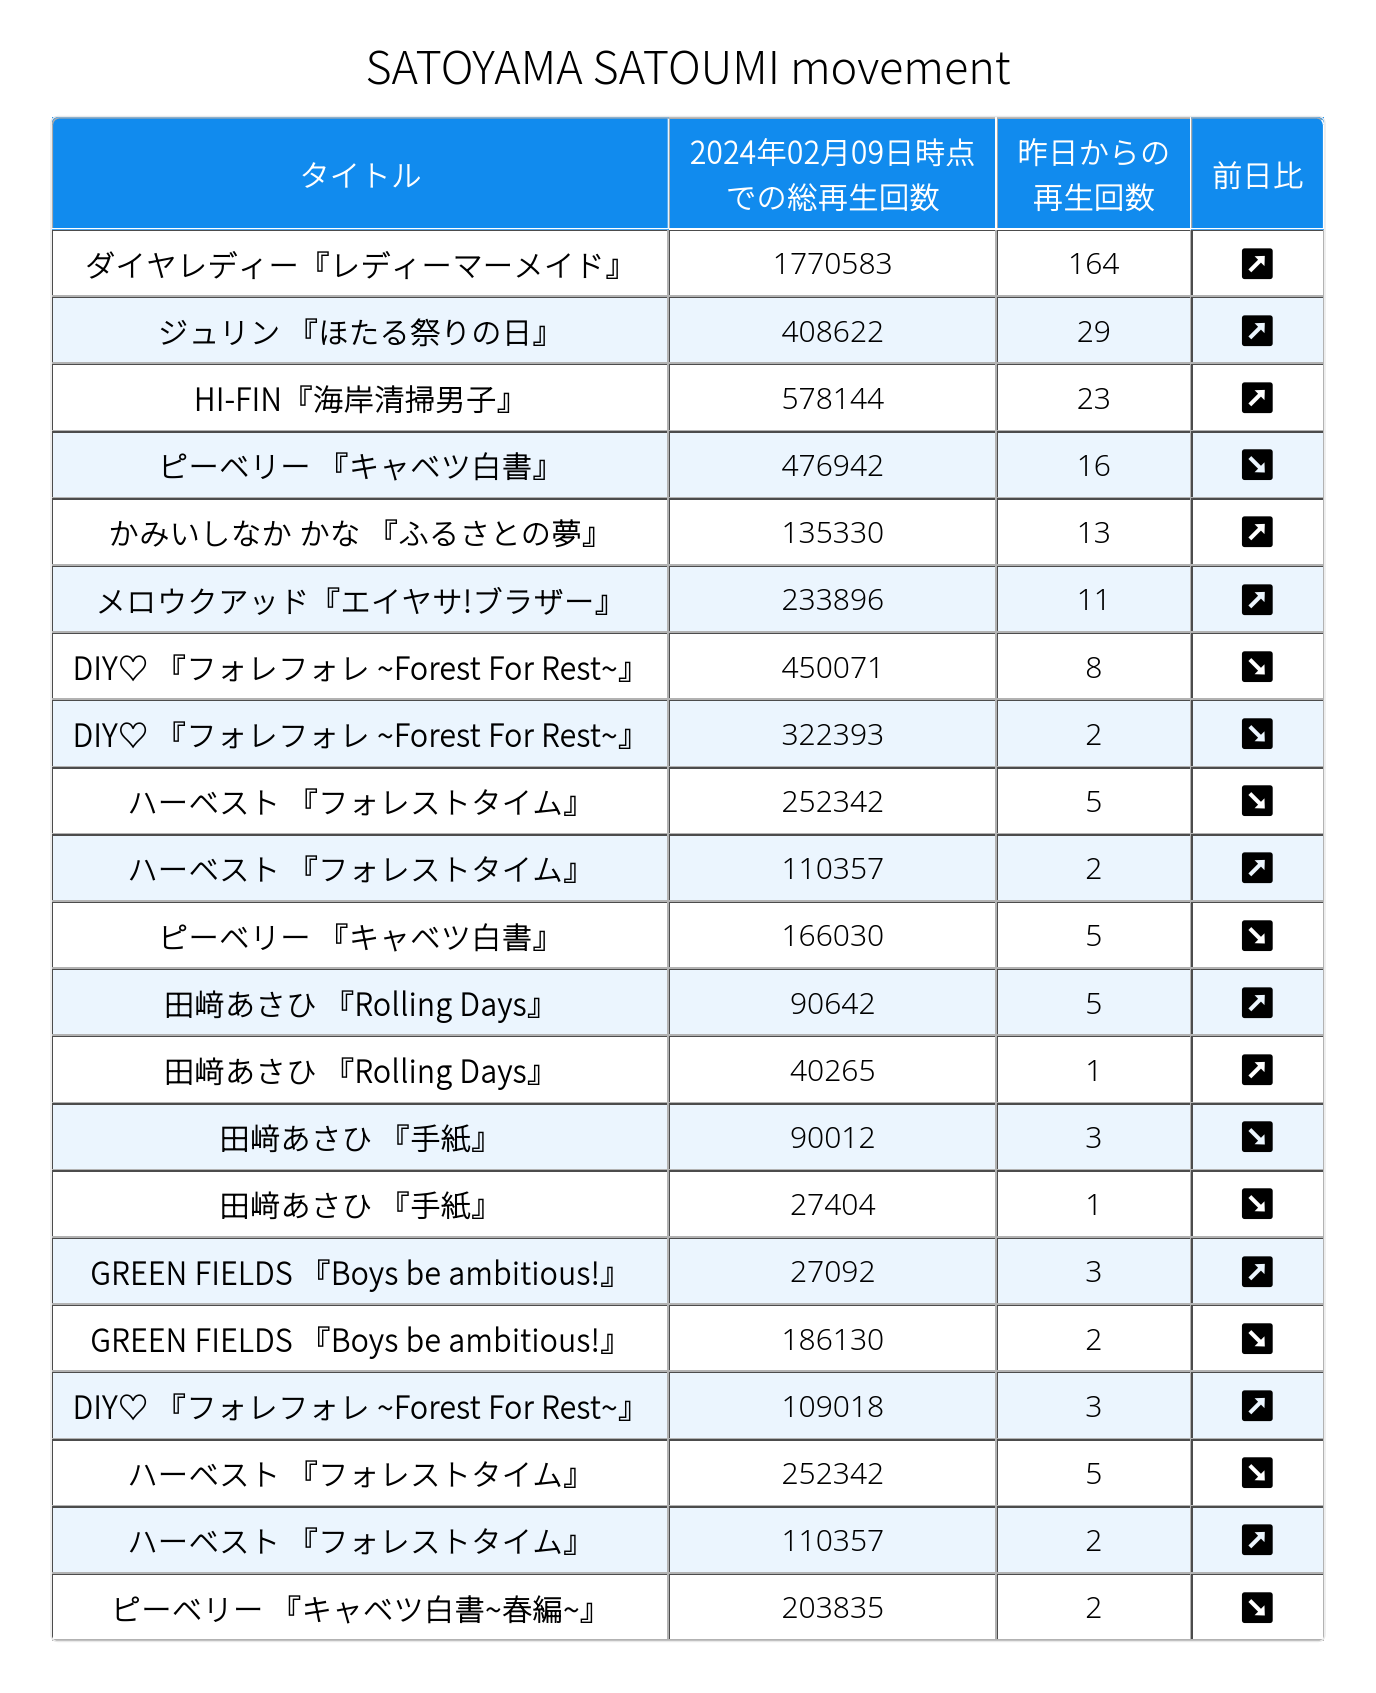 SATOYAMA SATOUMI movement
タイトル 2024年02月09日時点での総再生回数 昨日からの再生回数 前日比
ダイヤレディー『レディーマーメイド』 1770583 164 ↗
ジュリン 『ほたる祭りの日』 408622 29 ↗
HI-FIN『海岸清掃男子』 578144 23 ↗
ピーベリー 『キャベツ白書』 476942 16 ↘
かみいしなか かな 『ふるさとの夢』 135330 13 ↗
メロウクアッド『エイヤサ!ブラザー』 233896 11 ↗
DIY♡ 『フォレフォレ ~Forest For Rest~』 450071 8 ↘
DIY♡ 『フォレフォレ ~Forest For Rest~』 322393 2 ↘
ハーベスト 『フォレストタイム』 252342 5 ↘
ハーベスト 『フォレストタイム』 110357 2 ↗
ピーベリー 『キャベツ白書』 166030 5 ↘
田﨑あさひ 『Rolling Days』 90642 5 ↗
田﨑あさひ 『Rolling Days』 40265 1 ↗
田﨑あさひ 『手紙』 90012 3 ↘
田﨑あさひ 『手紙』 27404 1 ↘
GREEN FIELDS 『Boys be ambitious!』 27092 3 ↗
GREEN FIELDS 『Boys be ambitious!』 186130 2 ↘
DIY♡ 『フォレフォレ ~Forest For Rest~』 109018 3 ↗
ハーベスト 『フォレストタイム』 252342 5 ↘
ハーベスト 『フォレストタイム』 110357 2 ↗
ピーベリー 『キャベツ白書~春編~』 203835 2 ↘